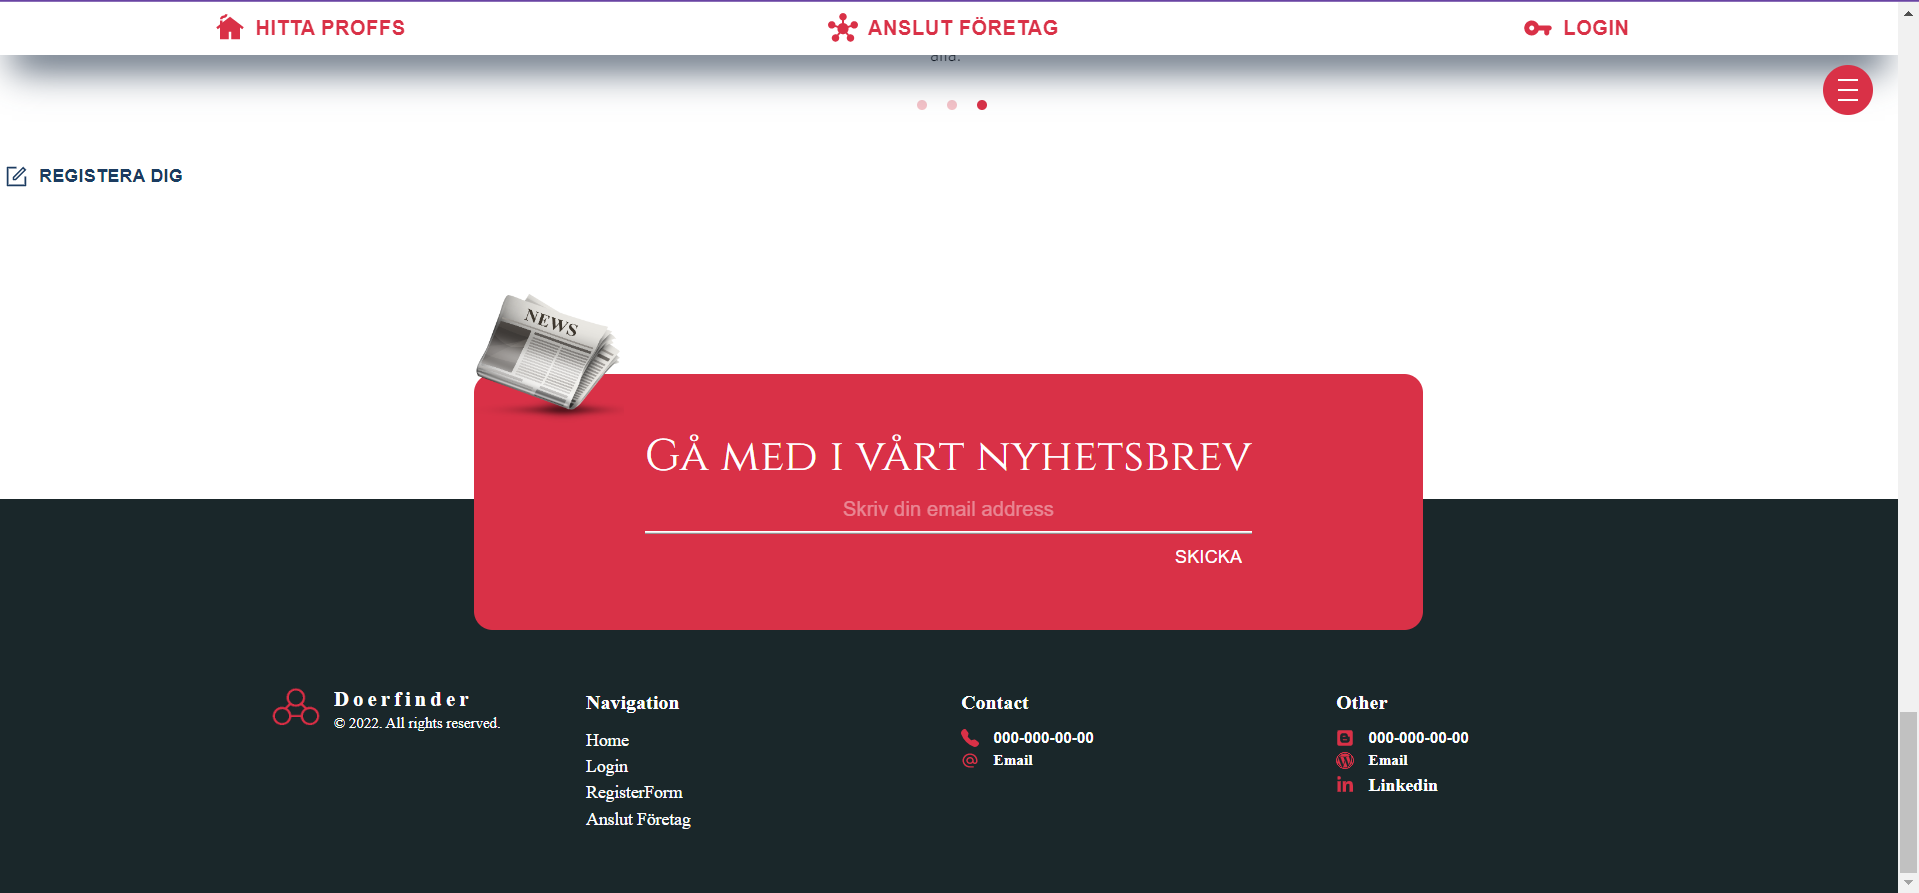 HITTA PROFFS
ANSLUT FÖRETAG
LOGIN
REGISTERA DIG
NEWS
Gå med i vårt nyhetsbrev
Skriv din email address
SKICKA
Doerfinder
© 2022. All rights reserved.
Navigation
Home
Login
RegisterForm
Anslut Företag
Contact
000-000-00-00
Email
Other
000-000-00-00
Email
Linkedin